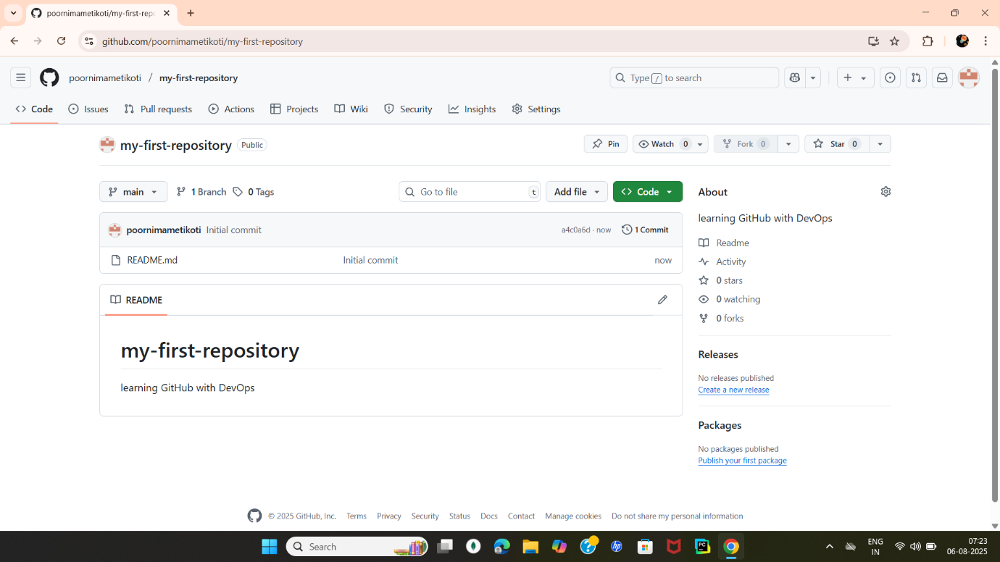 poornimametikoti/my-first-rep
github.com/poornimametikoti/my-first-repository
poornimametikoti / my-first-repository
Type / to search
Code Issues Pull requests Actions Projects Wiki Security Insights Settings
my-first-repository Public
Pin Watch 0 Fork 0 Star 0
main 1 Branch 0 Tags Go to file t Add file Code
poornimametikoti Initial commit a4c0a6d · now 1 Commit
README.md Initial commit now
README
my-first-repository
learning GitHub with DevOps
About
learning GitHub with DevOps
Readme
Activity
0 stars
0 watching
0 forks
Releases
No releases published
Create a new release
Packages
No packages published
Publish your first package
© 2025 GitHub, Inc. Terms Privacy Security Status Docs Contact Manage cookies Do not share my personal information
Search
PC
hp
ENG
IN
07:23
06-08-2025